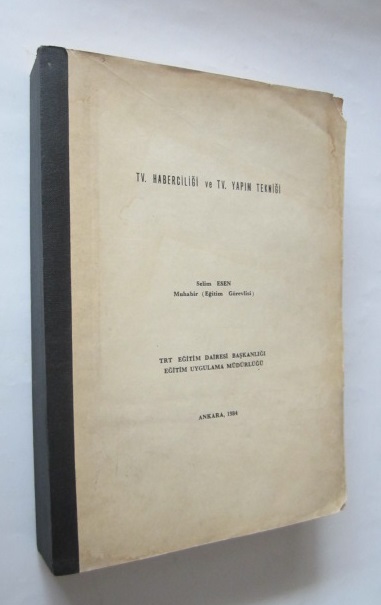 TV. HABERCİLİĞİ ve TV. YAPIM TEKNİĞİ
Selim ESEN
Muhabir (Eğitim Görevlisi)
TRT EĞİTİM DAİRESİ BAŞKANLIĞI
EĞİTİM UYGULAMA MÜDÜRLÜĞÜ
ANKARA, 1984